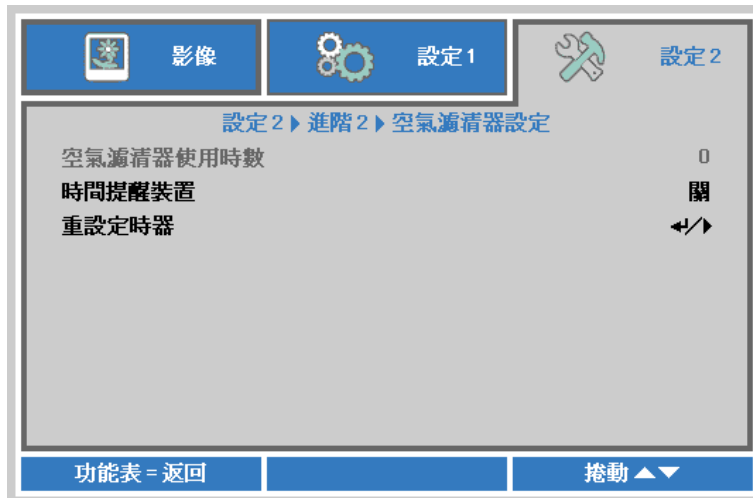 影像 設定1 設定2
設定2▶進階2▶空氣濾清器設定
空氣濾清器使用時數 0
時間提醒裝置 關
重設定時器 ↵/▶
功能表 = 返回 捲動▲▼